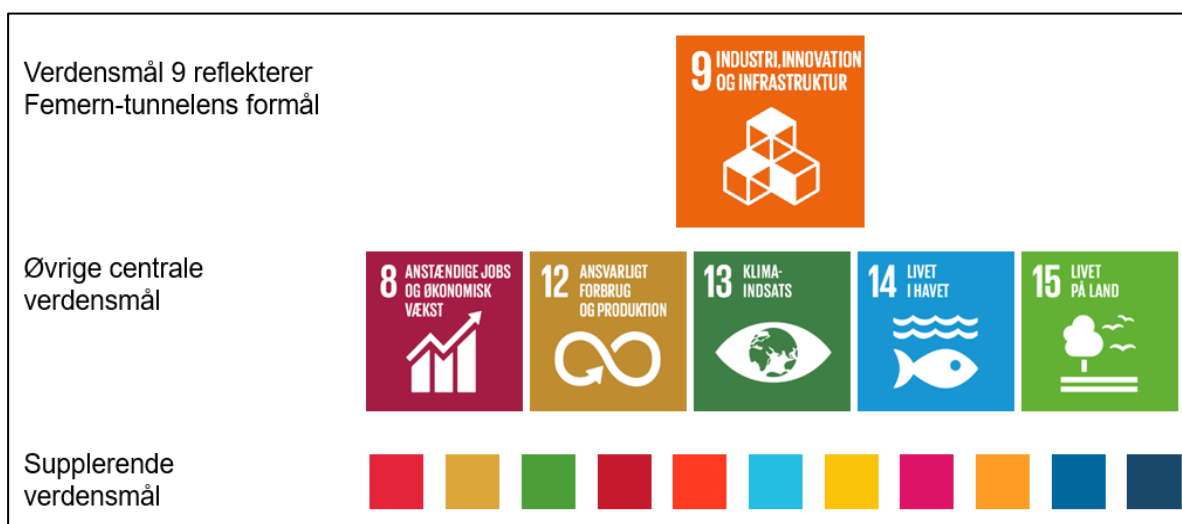 Verdensmål 9 reflekterer
Femern-tunnelens formål
9 INDUSTRI, INNOVATION
OG INFRASTRUKTUR
Øvrige centrale
verdensmål
8 ANSTÆNDIGE JOBS
OG ØKONOMISK
VÆKST
12 ANSVARLIGT
FORBRUG
OG PRODUKTION
13 KLIMA-
INDSATS
14 LIVET
I HAVET
15 LIVET
PÅ LAND
Supplerende
verdensmål